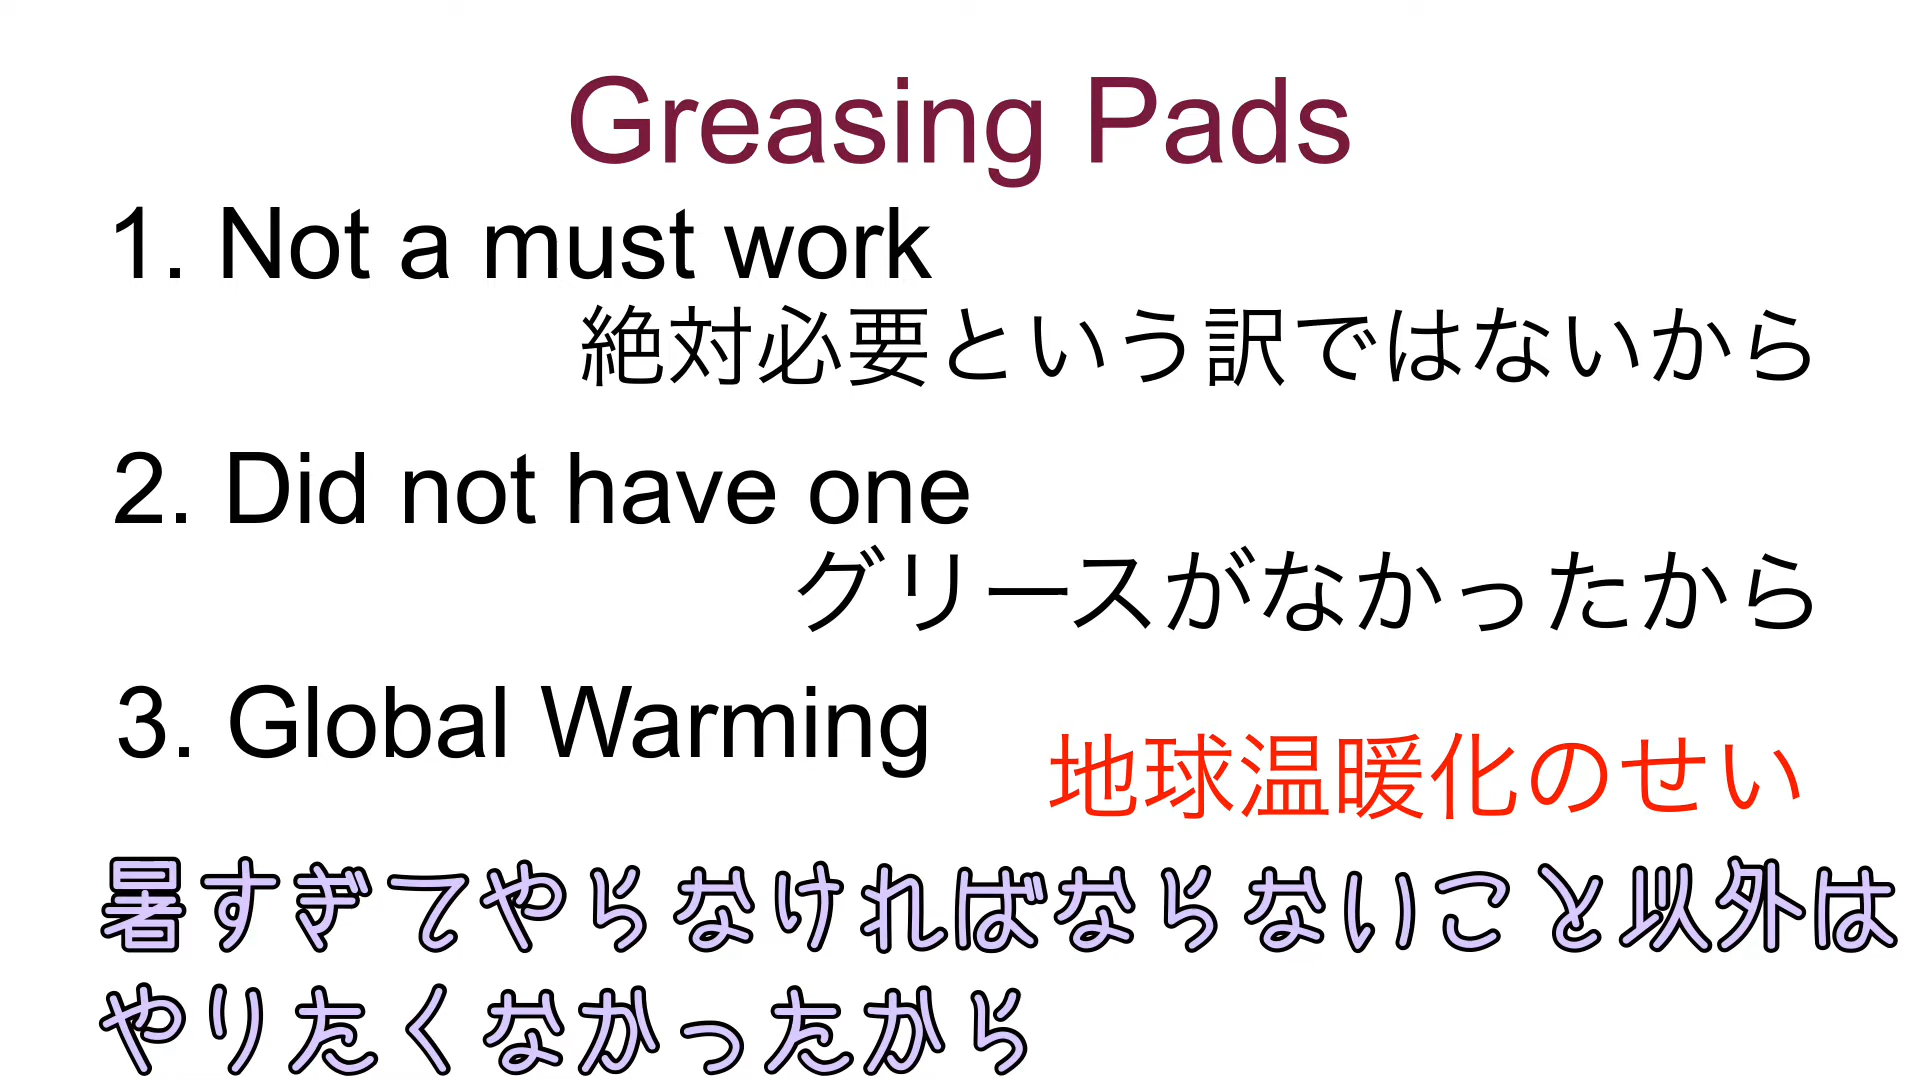 Greasing Pads
1. Not a must work
絶対必要という訳ではないから
2. Did not have one
グリースがなかったから
3. Global Warming
地球温暖化のせい
暑すぎてやらなければならないこと以外は
やりたくなかったから